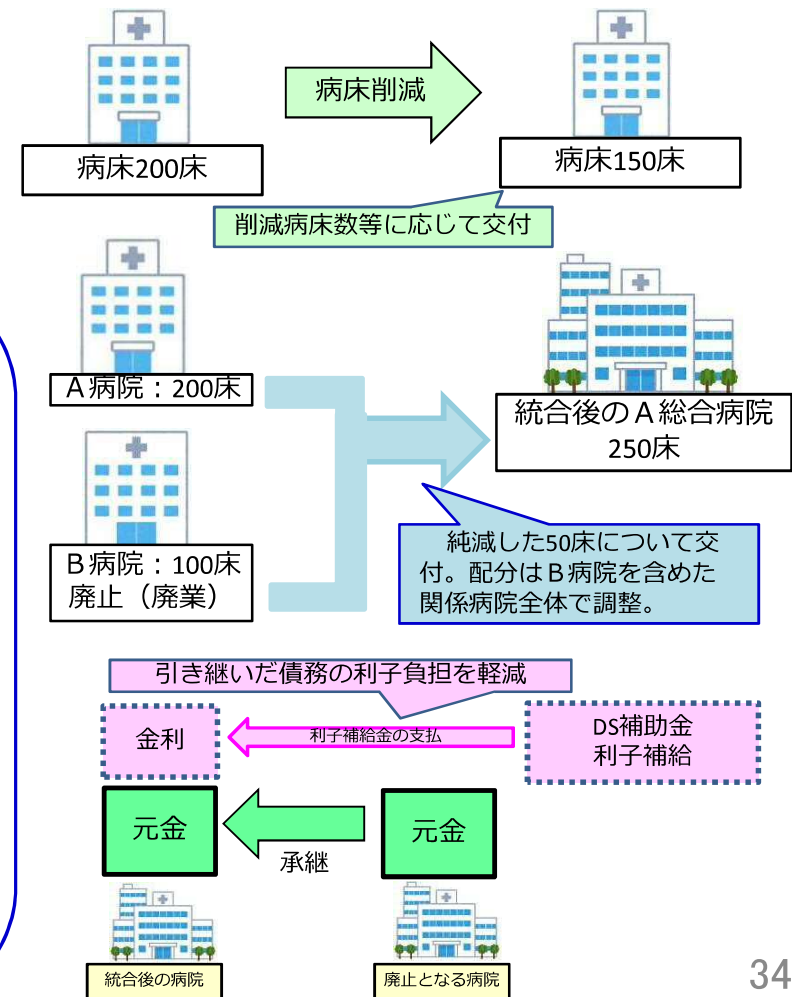 病床削減
病床200床
病床150床
削減病床数等に応じて交付
Ａ病院：200床
統合後のＡ総合病院
250床
Ｂ病院：100床
廃止（廃業）
純減した50床について交
付。配分はＢ病院を含めた
関係病院全体で調整。
引き継いだ債務の利子負担を軽減
金利
利子補給金の支払
DS補助金
利子補給
元金
元金
承継
統合後の病院
廃止となる病院
34